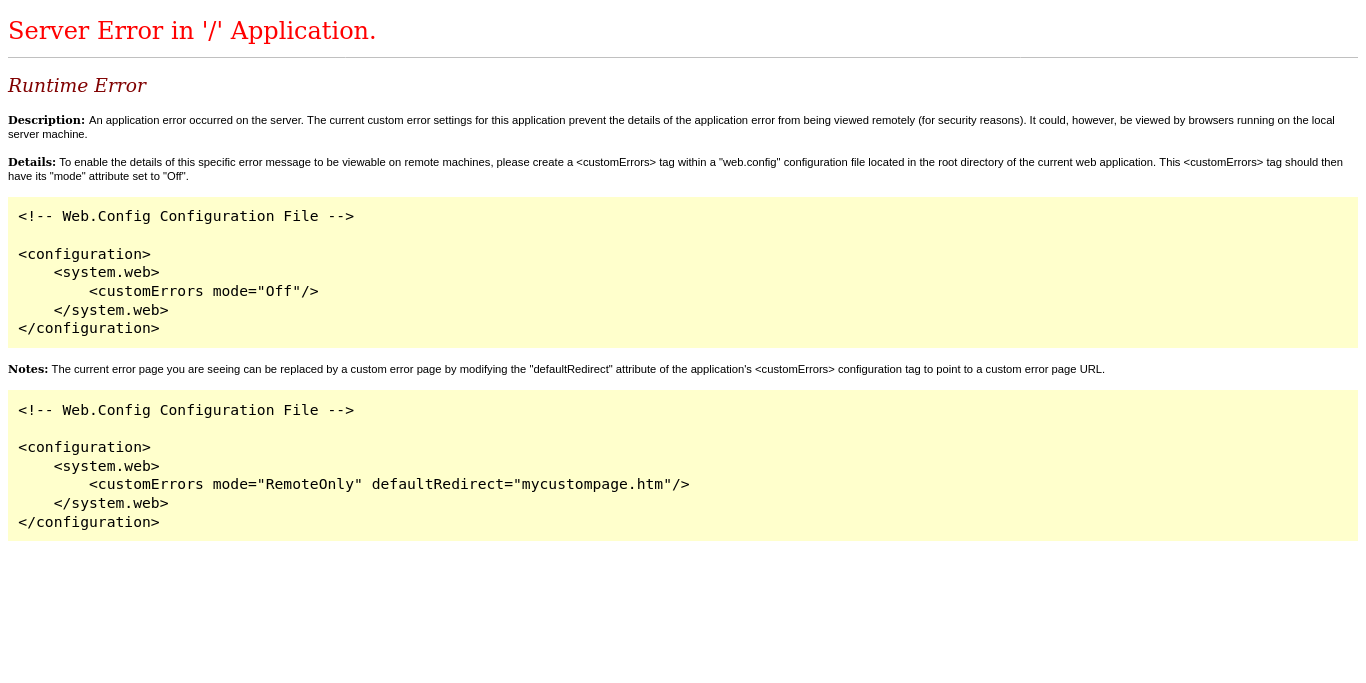 Server Error in '/' Application.
Runtime Error
Description: An application error occurred on the server. The current custom error settings for this application prevent the details of the application error from being viewed remotely (for security reasons). It could, however, be viewed by browsers running on the local
server machine.
Details: To enable the details of this specific error message to be viewable on remote machines, please create a <customErrors> tag within a "web.config" configuration file located in the root directory of the current web application. This <customErrors> tag should then
have its "mode" attribute set to "Off".
<!-- Web.Config Configuration File -->
<configuration>
    <system.web>
        <customErrors mode="Off"/>
    </system.web>
</configuration>
Notes: The current error page you are seeing can be replaced by a custom error page by modifying the "defaultRedirect" attribute of the application's <customErrors> configuration tag to point to a custom error page URL.
<!-- Web.Config Configuration File -->
<configuration>
    <system.web>
        <customErrors mode="RemoteOnly" defaultRedirect="mycustompage.htm"/>
    </system.web>
</configuration>